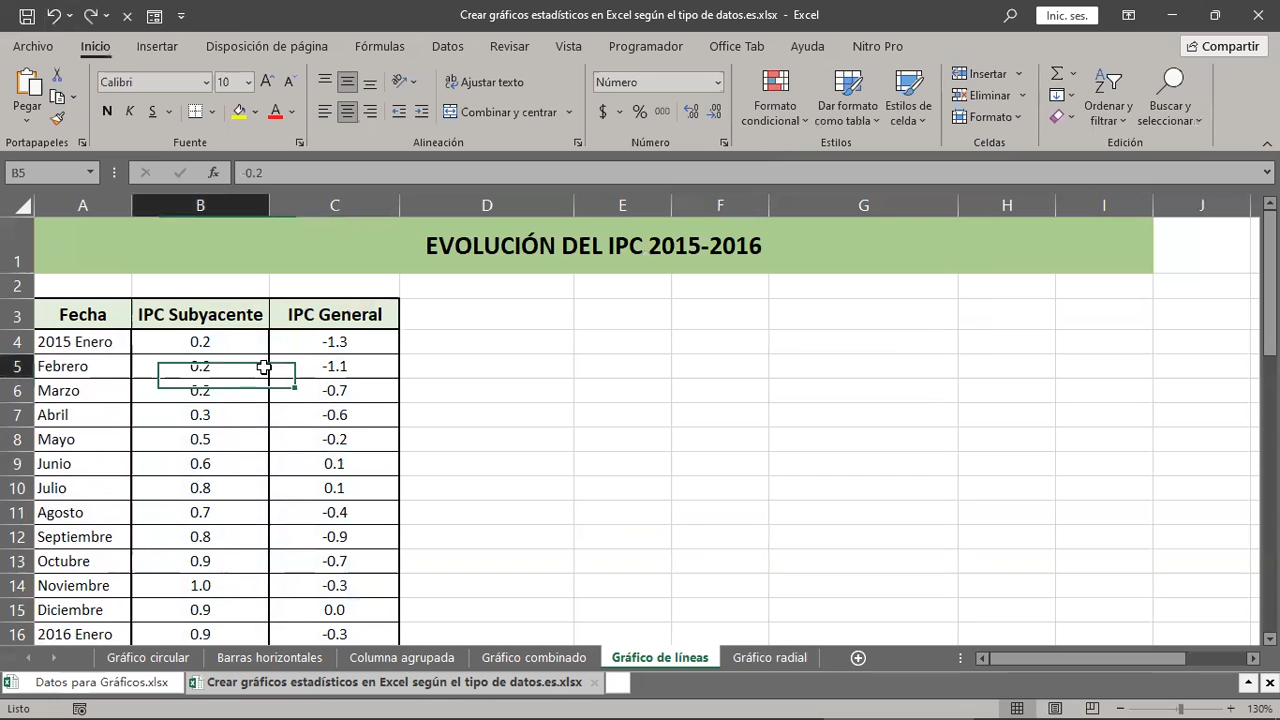 Crear gráficos estadísticos en Excel según el tipo de datos.es.xlsx - Excel
Inic. ses.
Archivo Inicio Insertar Disposición de página Fórmulas Datos Revisar Vista Programador Office Tab Ayuda Nitro Pro Compartir
Pegar
Calibri 10
N K S
Ajustar texto
Combinar y centrar
Número
$ % 000
Formato condicional
Dar formato como tabla
Estilos de celda
Insertar
Eliminar
Formato
Ordenar y filtrar
Buscar y seleccionar
Portapapeles Fuente Alineación Número Estilos Celdas Edición
B5 fx -0.2
A B C D E F G H I J
1 EVOLUCIÓN DEL IPC 2015-2016
2
3 Fecha IPC Subyacente IPC General
4 2015 Enero 0.2 -1.3
5 Febrero 0.2 -1.1
6 Marzo 0.2 -0.7
7 Abril 0.3 -0.6
8 Mayo 0.5 -0.2
9 Junio 0.6 0.1
10 Julio 0.8 0.1
11 Agosto 0.7 -0.4
12 Septiembre 0.8 -0.9
13 Octubre 0.9 -0.7
14 Noviembre 1.0 -0.3
15 Diciembre 0.9 0.0
16 2016 Enero 0.9 -0.3
Gráfico circular Barras horizontales Columna agrupada Gráfico combinado Gráfico de líneas Gráfico radial
Datos para Gráficos.xlsx Crear gráficos estadísticos en Excel según el tipo de datos.es.xlsx
Listo 130%